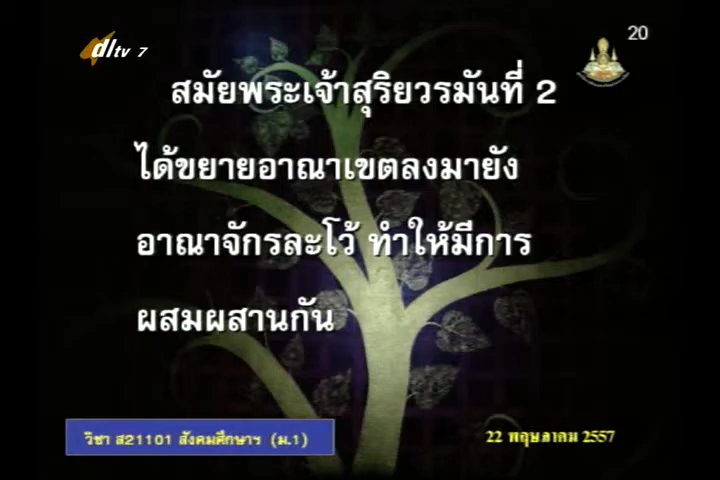 dltv 7
20
สมัยพระเจ้าสุริยวรมันที่ 2
ได้ขยายอาณาเขตลงมายัง
อาณาจักรละโว้ ทำให้มีการ
ผสมผสานกัน
วิชา ส21101 สังคมศึกษาฯ (ม.1)
22 พฤษภาคม 2557